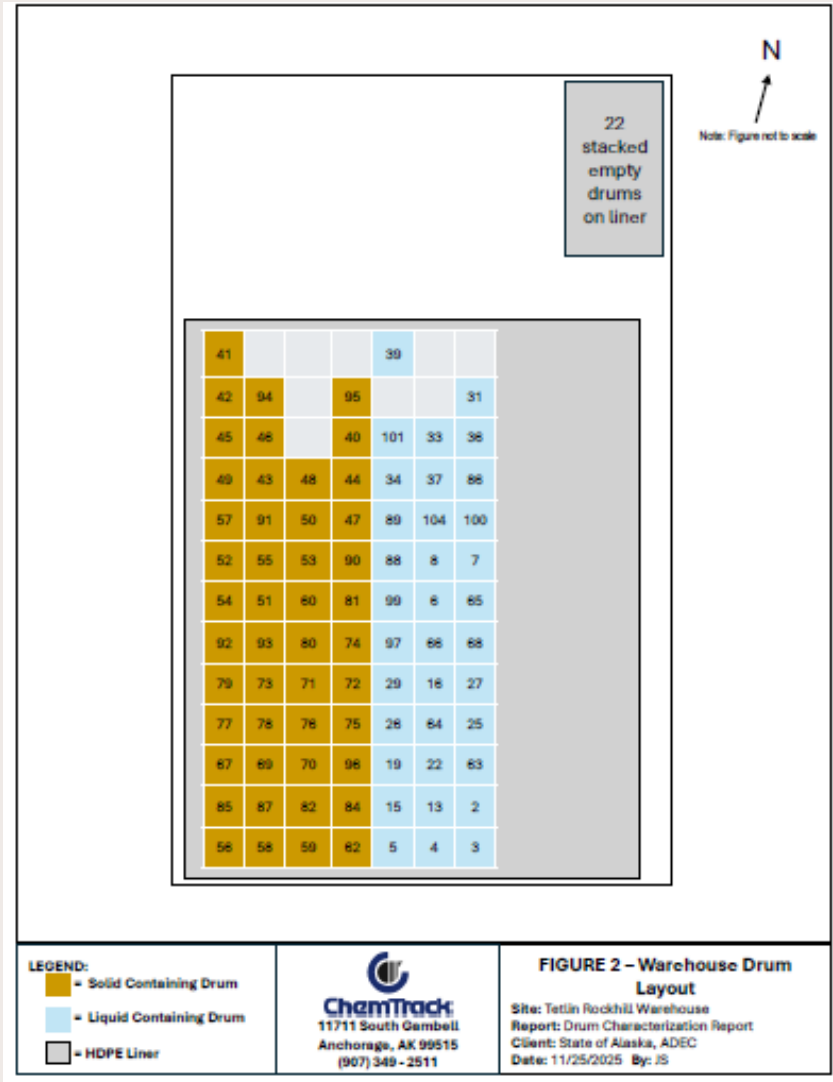 N
Note: Figure not to scale
22
stacked
empty
drums
on liner
41 39
42 94 95 31
45 46 40 101 33 36
49 43 48 44 34 37 86
57 91 50 47 89 104 100
52 55 53 90 88 8 7
54 51 60 81 99 6 65
92 93 80 74 97 66 68
79 73 71 72 29 16 27
77 78 76 75 26 64 25
67 69 70 96 19 22 63
85 87 82 84 15 13 2
56 58 59 62 5 4 3
LEGEND:
= Solid Containing Drum
= Liquid Containing Drum
= HDPE Liner
ChemTrack
11711 South Gambell
Anchorage, AK 99515
(907) 349 - 2511
FIGURE 2 – Warehouse Drum
Layout
Site: Tetlin Rockhill Warehouse
Report: Drum Characterization Report
Client: State of Alaska, ADEC
Date: 11/25/2025 By: JS